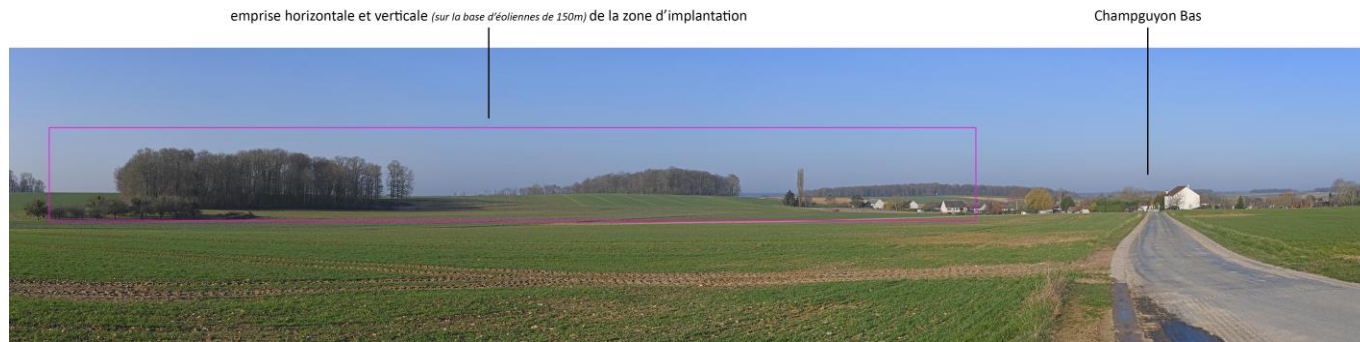 emprise horizontale et verticale (sur la base d'éoliennes de 150m) de la zone d'implantation
Champguyon Bas